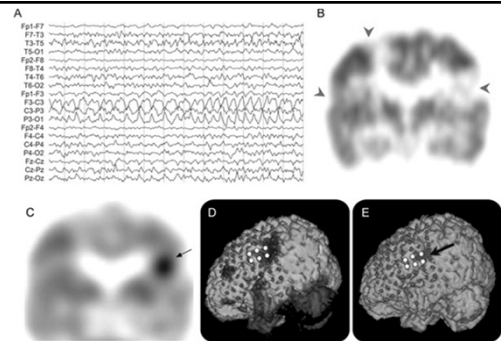 A
Fp1-F7
F7-T3
T3-T5
T5-O1
Fp2-F8
F8-T4
T4-T6
T6-O2
Fp1-F3
F3-C3
C3-P3
P3-O1
Fp2-F4
F4-C4
C4-P4
P4-O2
Fz-Cz
Cz-Pz
Pz-Oz
B
C
D
E